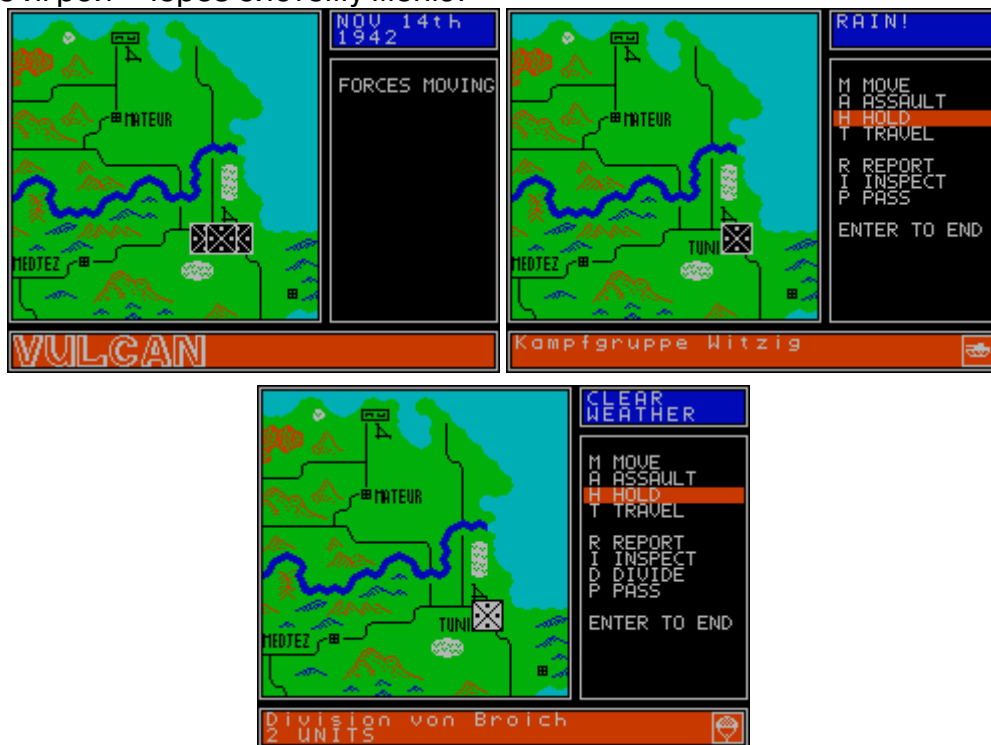 NOV 14th
1942
FORCES MOVING
MATEUR
MEDJEZ
VULCAN
RAIN!
M MOVE
A ASSAULT
H HOLD
T TRAVEL
R REPORT
I INSPECT
P PASS
ENTER TO END
MATEUR
TUNI
MEDJEZ
Kampfgruppe Witzig
CLEAR
WEATHER
M MOVE
A ASSAULT
H HOLD
T TRAVEL
R REPORT
I INSPECT
D DIVIDE
P PASS
ENTER TO END
MATEUR
TUNI
MEDJEZ
Division von Broich
2 UNITS